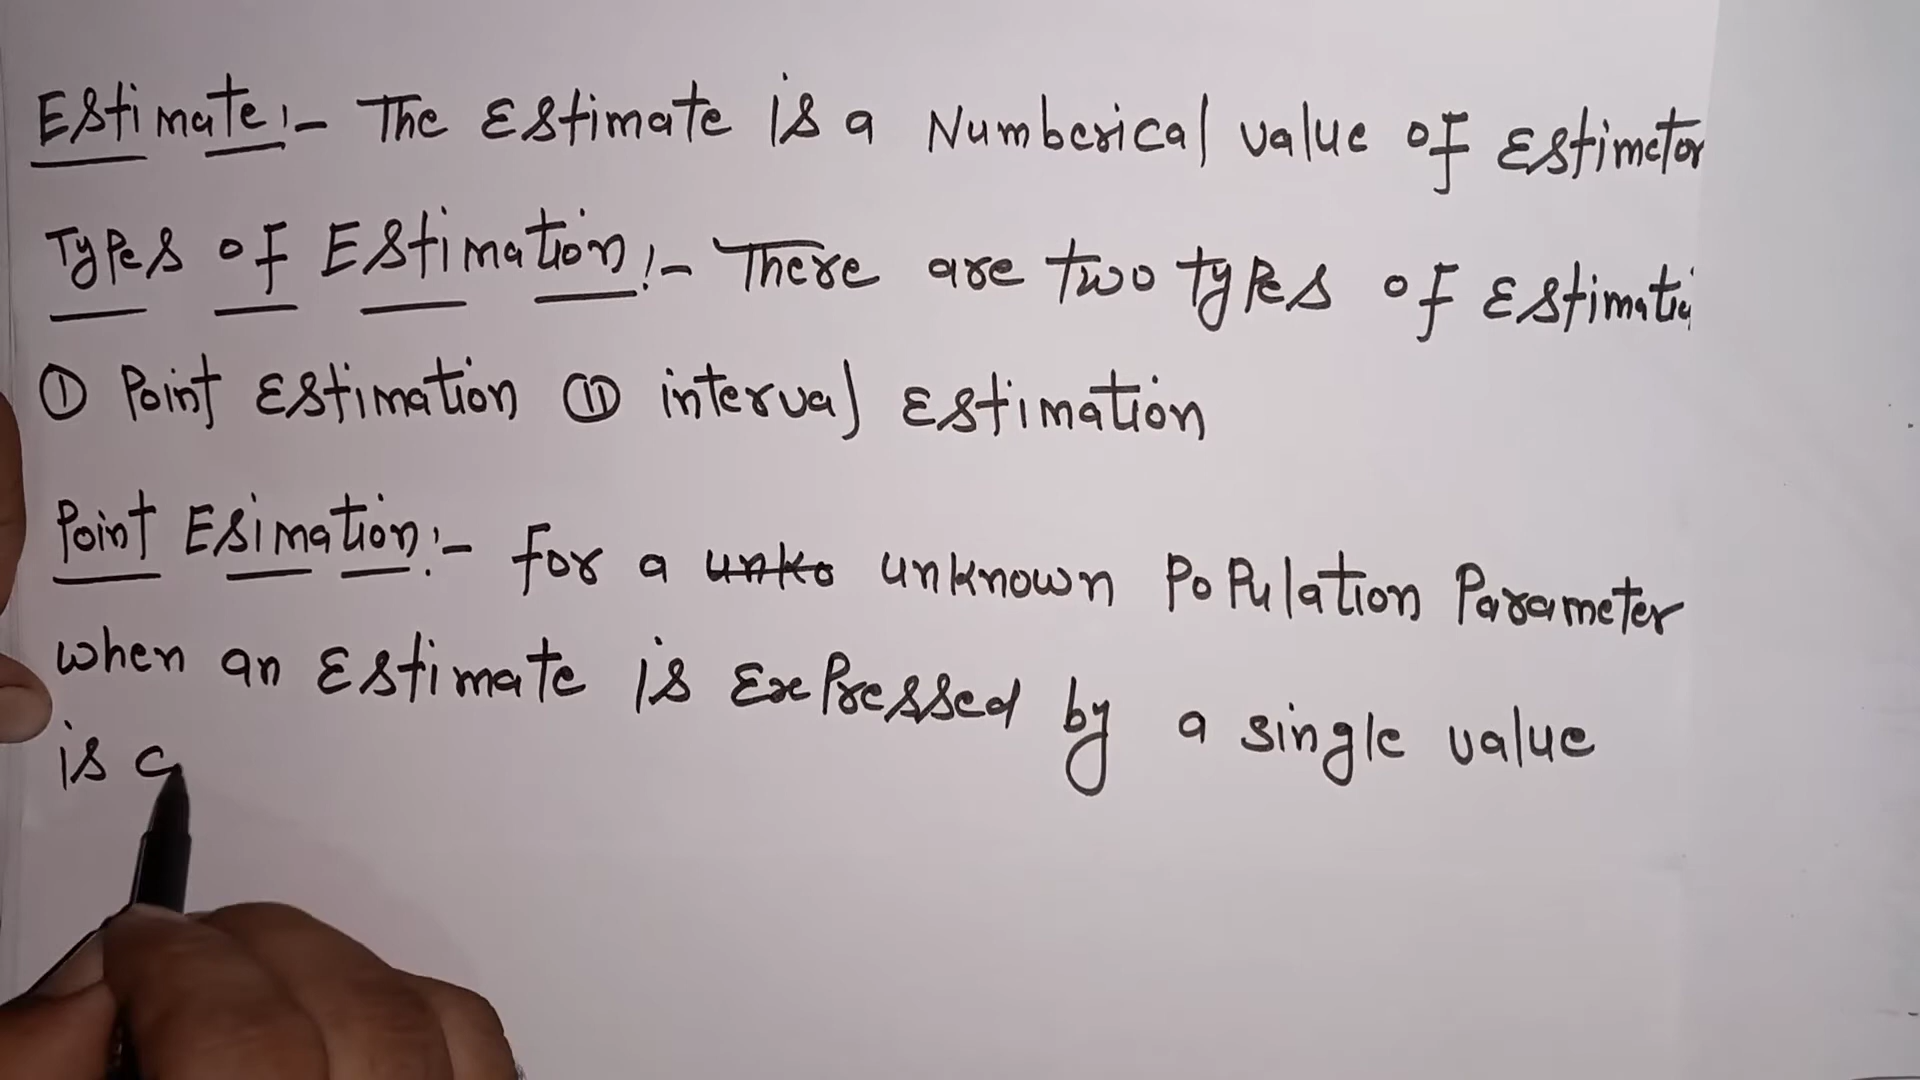 Estimate:- The Estimate is a Numberical value of Estimetor
Types of Estimation:- There are two types of Estimati
① Point Estimation ⑪ interval Estimation
Point Esimation:- for a unko unknown Population Parameter
when an Estimate is Expressed by a single value
is c